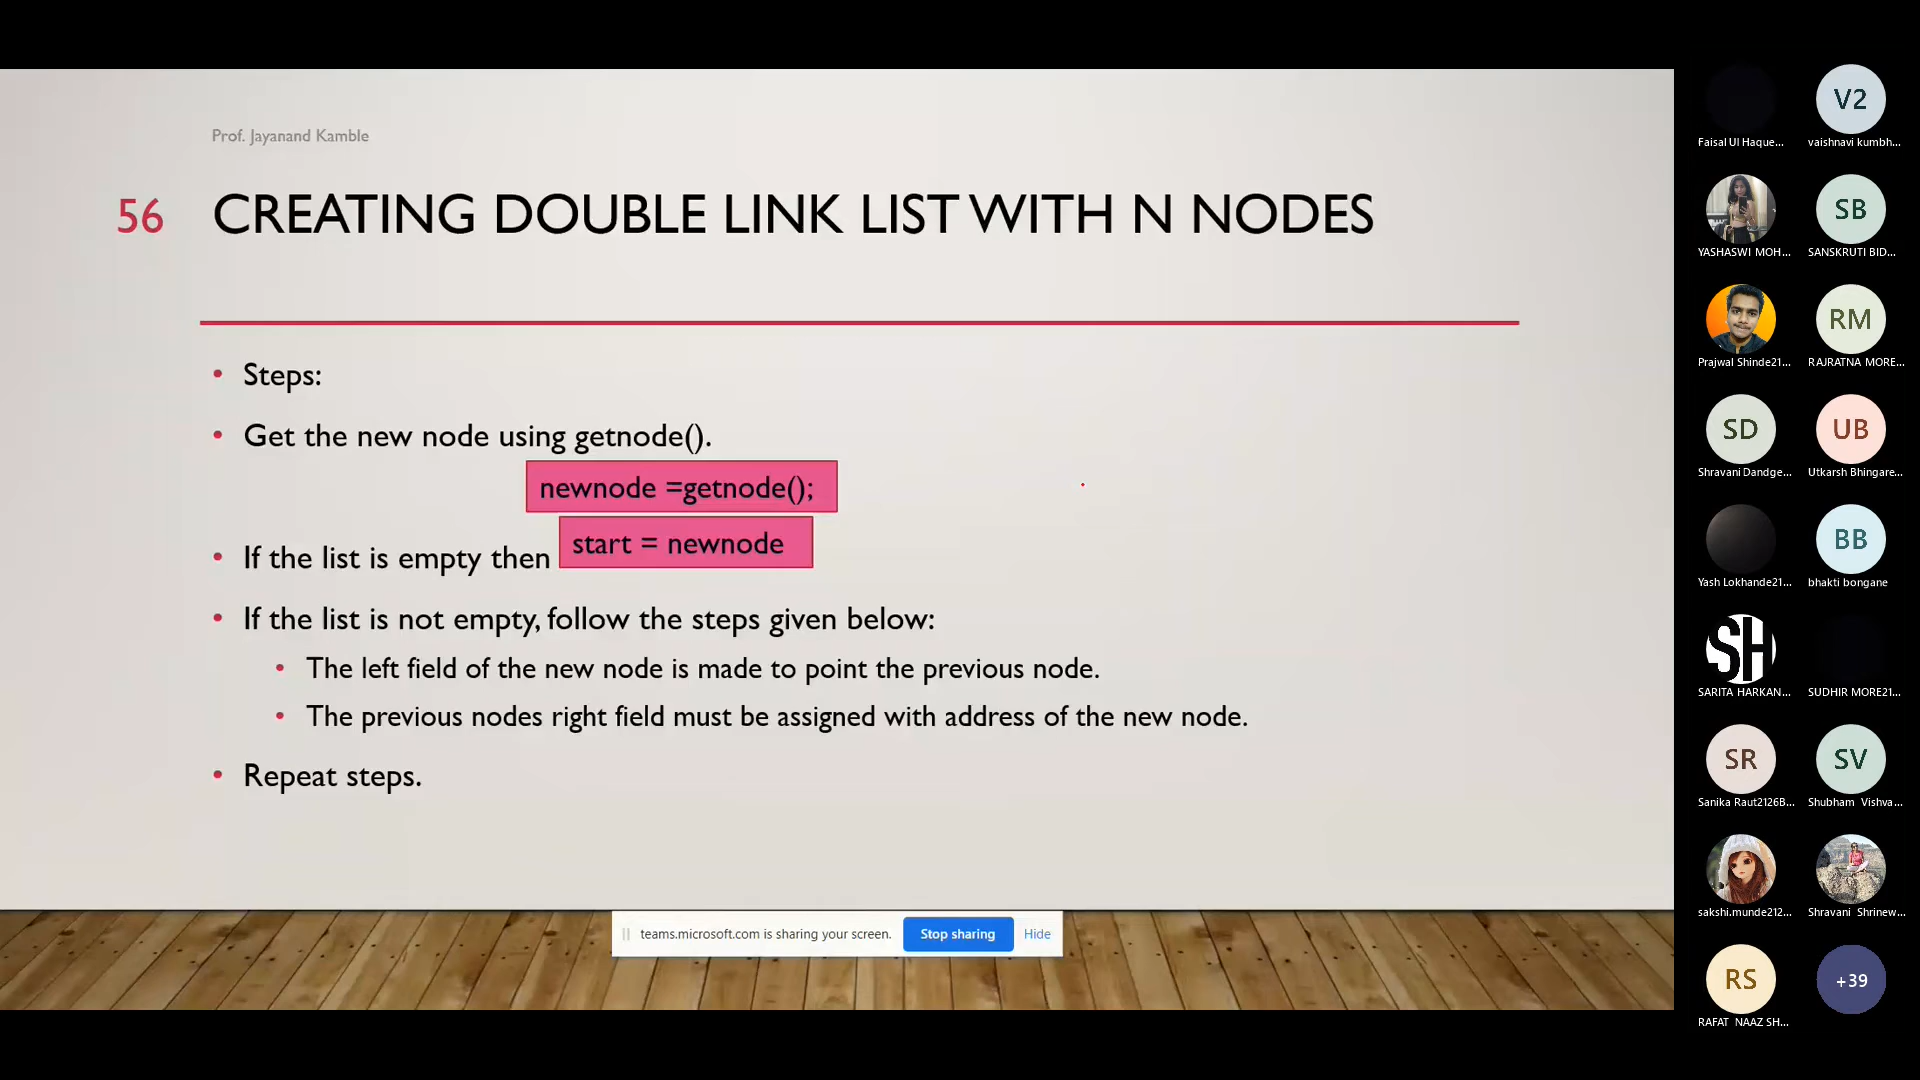 Prof. Jayanand Kamble
56
CREATING DOUBLE LINK LIST WITH N NODES
• Steps:
• Get the new node using getnode().
newnode =getnode();
start = newnode
• If the list is empty then
• If the list is not empty, follow the steps given below:
• The left field of the new node is made to point the previous node.
• The previous nodes right field must be assigned with address of the new node.
• Repeat steps.
teams.microsoft.com is sharing your screen.
Stop sharing
Hide
V2
Faisal Ul Haque...
vaishnavi kumbh...
SB
YASHASWI MOH...
SANSKRUTI BID...
RM
Prajwal Shinde21...
RAJRATNA MORE...
SD
UB
Shravani Dandge...
Utkarsh Bhingare...
BB
Yash Lokhande21...
bhakti bongane
SH
SARITA HARKAN...
SUDHIR MORE21...
SR
SV
Sanika Raut2126B...
Shubham Vishva...
sakshi.munde212...
Shravani Shrinew...
RS
+39
RAFAT NAAZ SH...